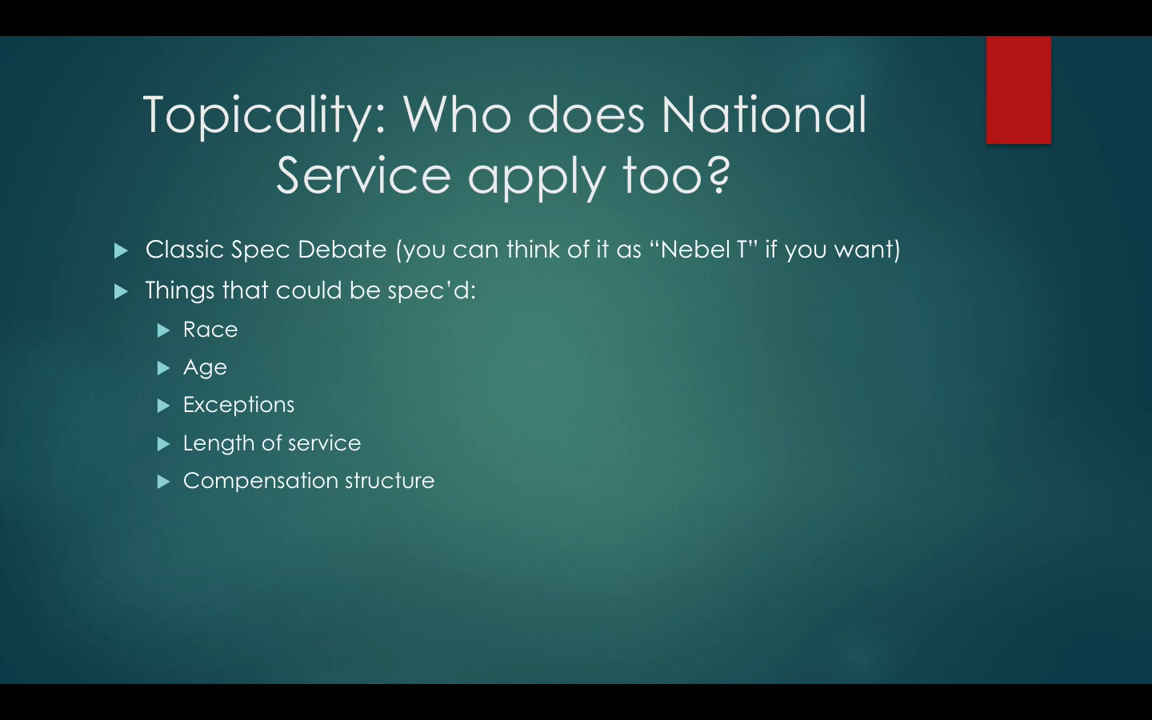 Topicality: Who does National
Service apply too?
Classic Spec Debate (you can think of it as “Nebel T” if you want)
Things that could be spec’d:
Race
Age
Exceptions
Length of service
Compensation structure